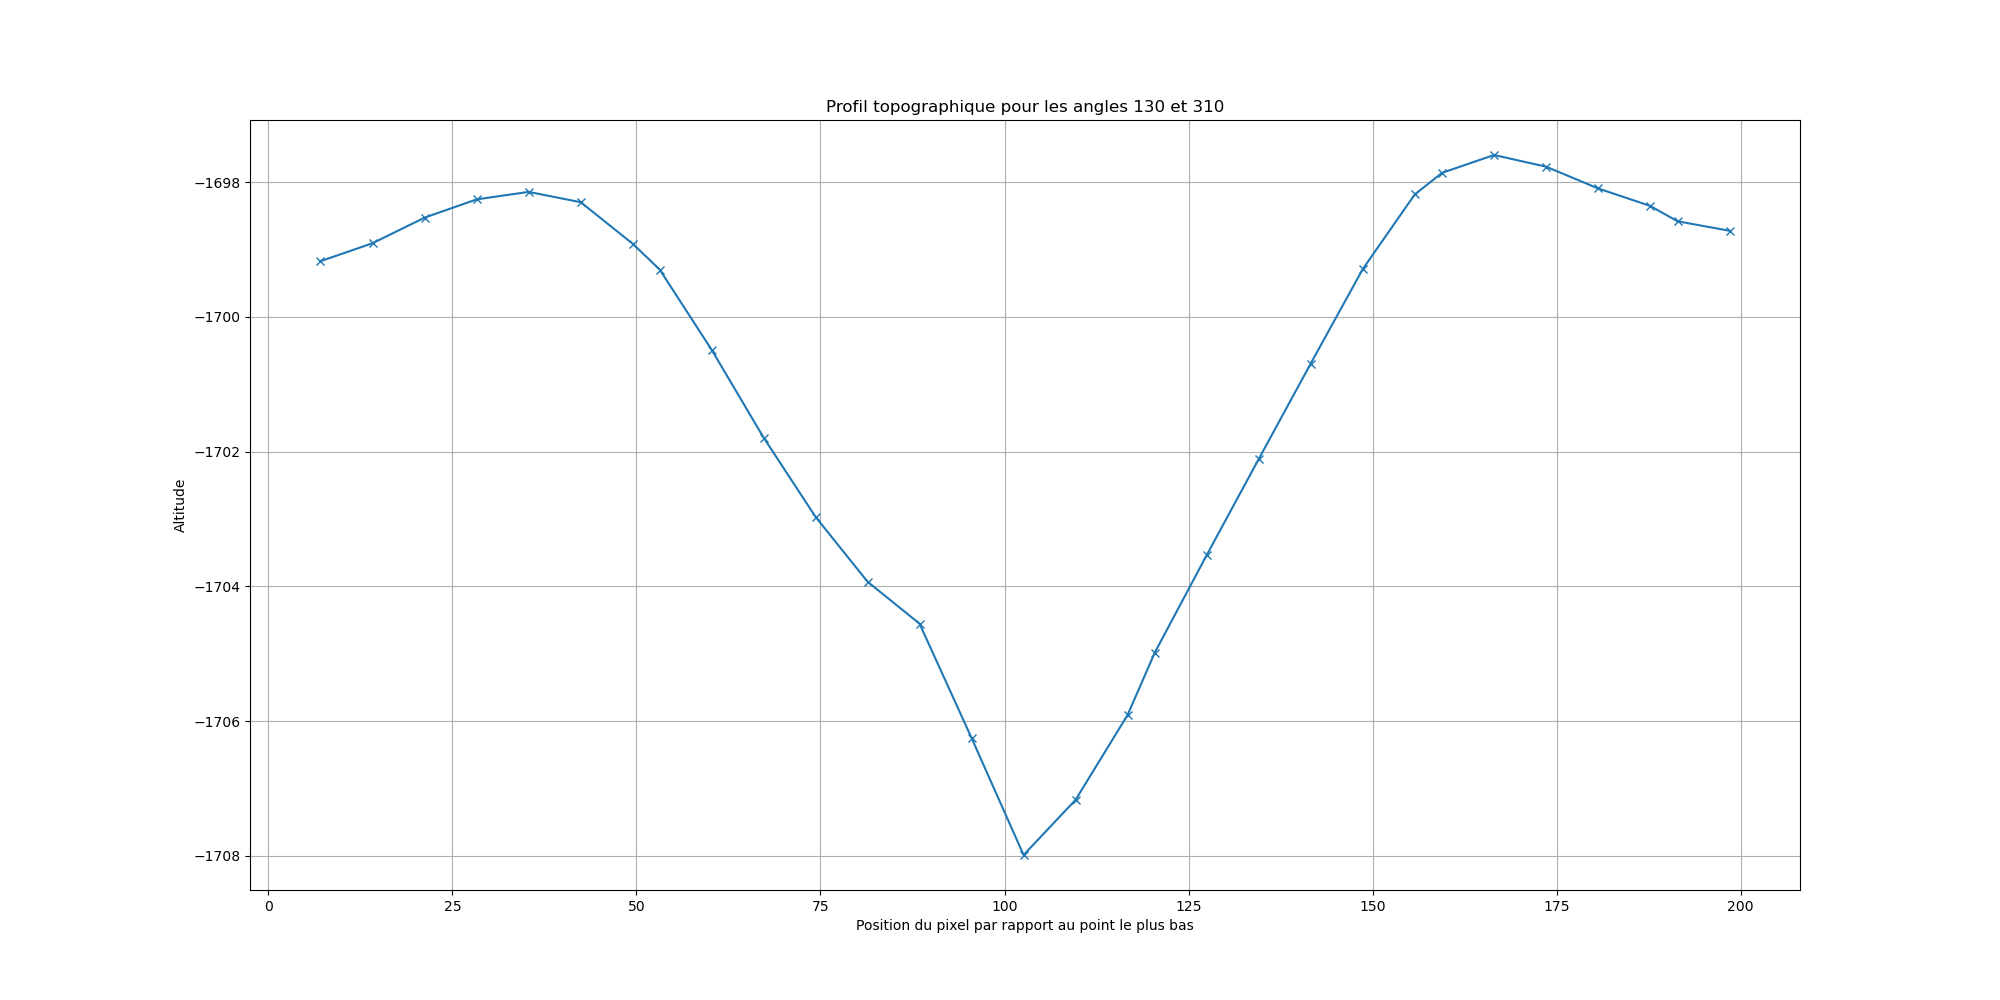 Profil topographique pour les angles 130 et 310
−1698
−1700
−1702
−1704
−1706
−1708
Altitude
0 25 50 75 100 125 150 175 200
Position du pixel par rapport au point le plus bas